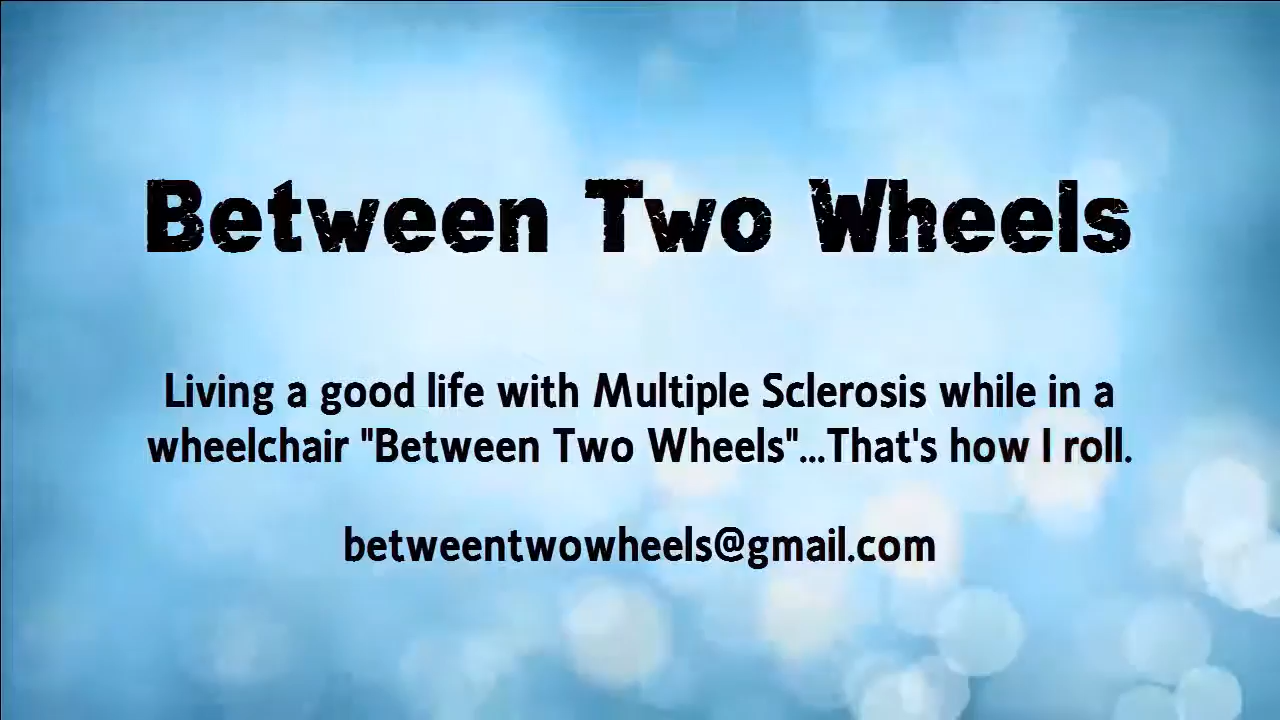 Between Two Wheels
Living a good life with Multiple Sclerosis while in a
wheelchair "Between Two Wheels"...That's how I roll.
betweentwowheels@gmail.com